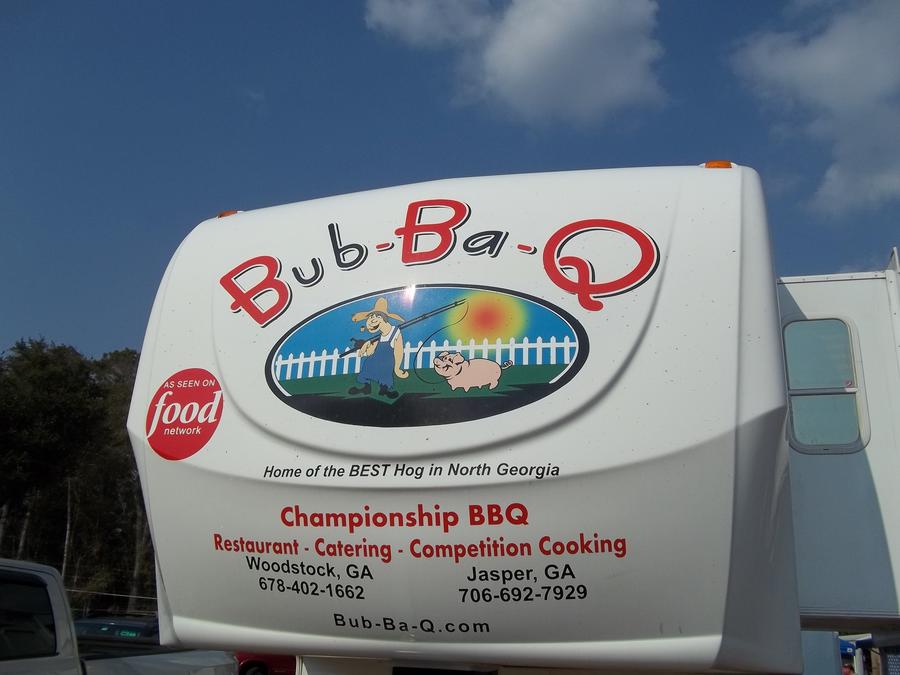 Bub-Ba-Q
AS SEEN ON
food
network
Home of the BEST Hog in North Georgia
Championship BBQ
Restaurant - Catering - Competition Cooking
Woodstock, GA
678-402-1662
Jasper, GA
706-692-7929
Bub-Ba-Q.com